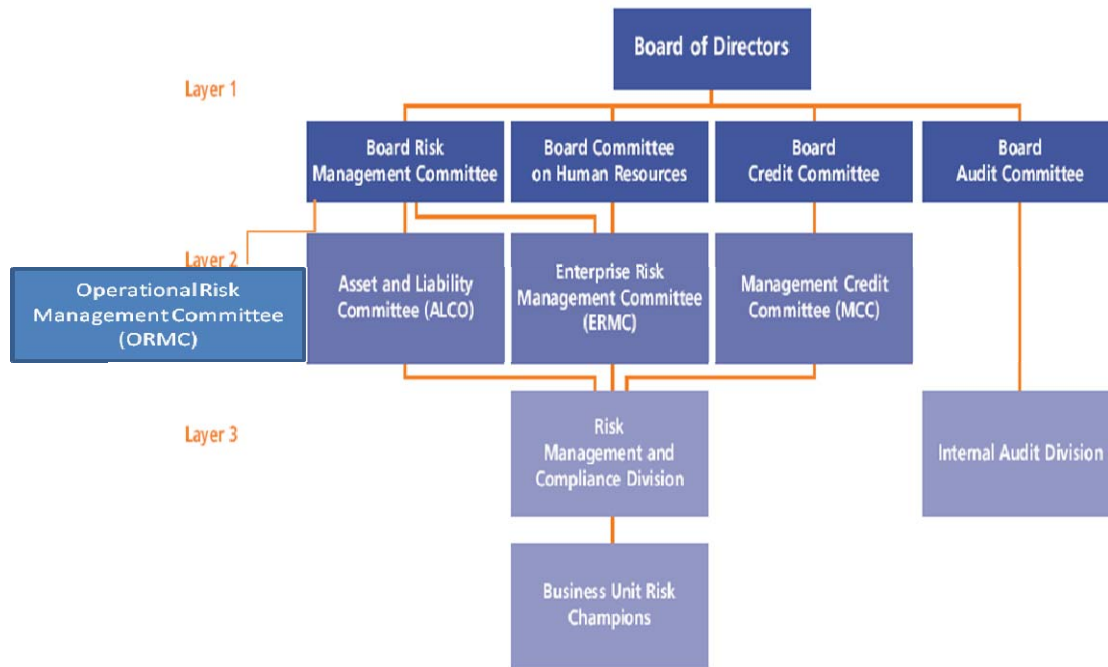 Board of Directors
Layer 1
Board Risk
Management Committee
Board Committee
on Human Resources
Board
Credit Committee
Board
Audit Committee
Layer 2
Operational Risk
Management Committee
(ORMC)
Asset and Liability
Committee (ALCO)
Enterprise Risk
Management Committee
(ERMC)
Management Credit
Committee (MCC)
Layer 3
Risk
Management and
Compliance Division
Internal Audit Division
Business Unit Risk
Champions